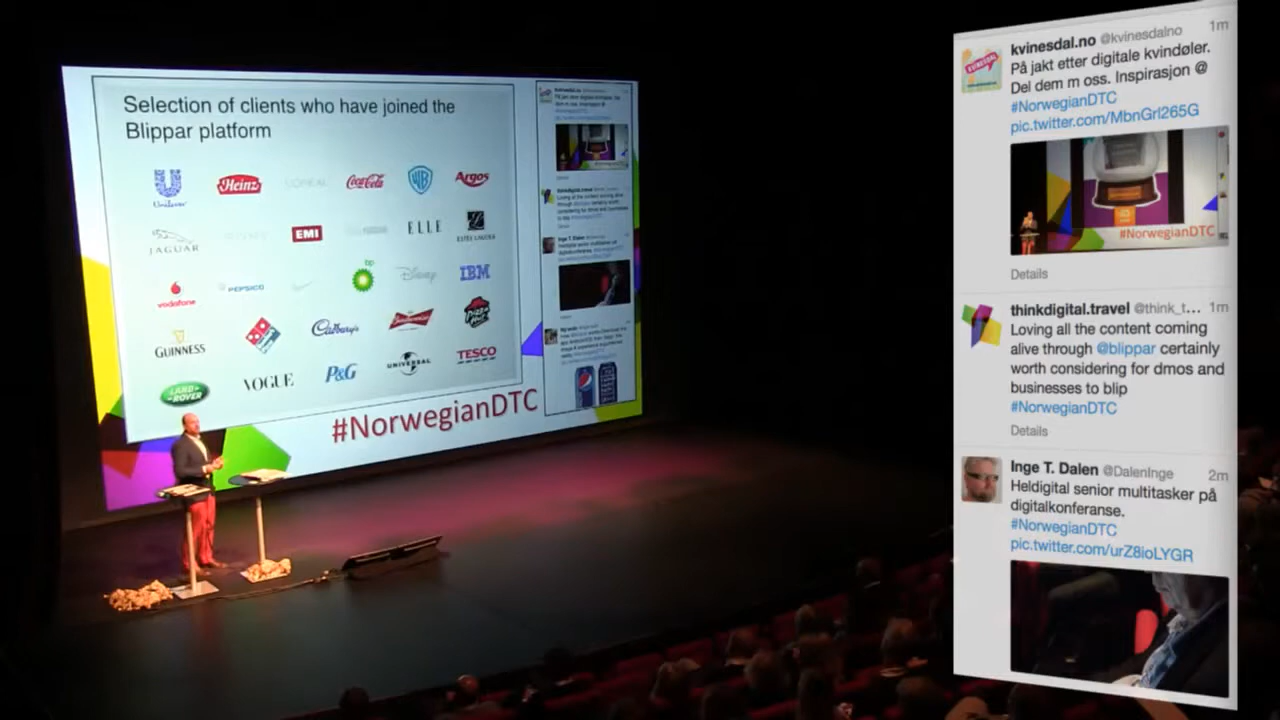 Selection of clients who have joined the
Blippar platform
Unilever
Heinz
L'ORÉAL
Coca-Cola
WB
Argos
JAGUAR
EMI
ELLE
ESTĒE LAUDER
vodafone
PEPSICO
bp
Disney
IBM
GUINNESS
Cadbury's
Budweiser
Pizza Hut
LAND ROVER
VOGUE
P&G
UNIVERSAL
TESCO
#NorwegianDTC
kvinesdal.no @kvinesdalno 1m
På jakt etter digitale kvindøler.
Del dem m oss. Inspirasjon @
#NorwegianDTC
pic.twitter.com/MbnGrl265G
#NorwegianDTC
Details
thinkdigital.travel @think_t... 1m
Loving all the content coming
alive through @blippar certainly
worth considering for dmos and
businesses to blip
#NorwegianDTC
Details
Inge T. Dalen @DalenInge 2m
Heldigital senior multitasker på
digitalkonferanse.
#NorwegianDTC
pic.twitter.com/urZ8ioLYGR